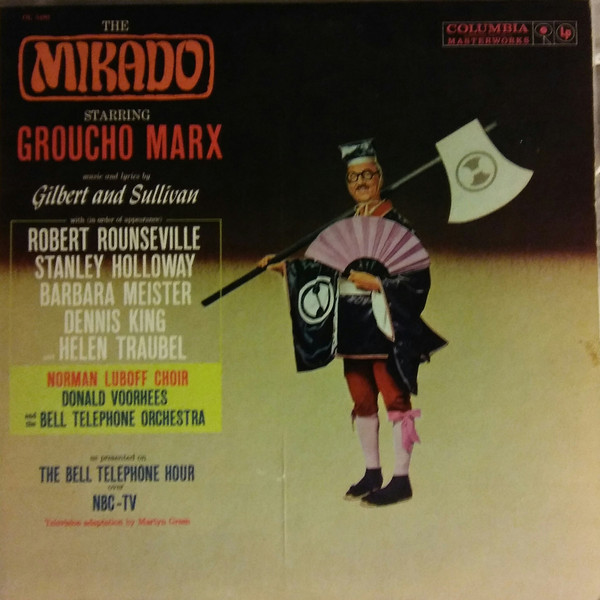 THE
MIKADO
STARRING
GROUCHO MARX
music and lyrics by
Gilbert and Sullivan
with (in order of appearance)
ROBERT ROUNSEVILLE
STANLEY HOLLOWAY
BARBARA MEISTER
DENNIS KING
and HELEN TRAUBEL
NORMAN LUBOFF CHOIR
DONALD VOORHEES
and the BELL TELEPHONE ORCHESTRA
as presented on
THE BELL TELEPHONE HOUR
over
NBC-TV
Television adaptation by Martyn Green
COLUMBIA
MASTERWORKS
LP